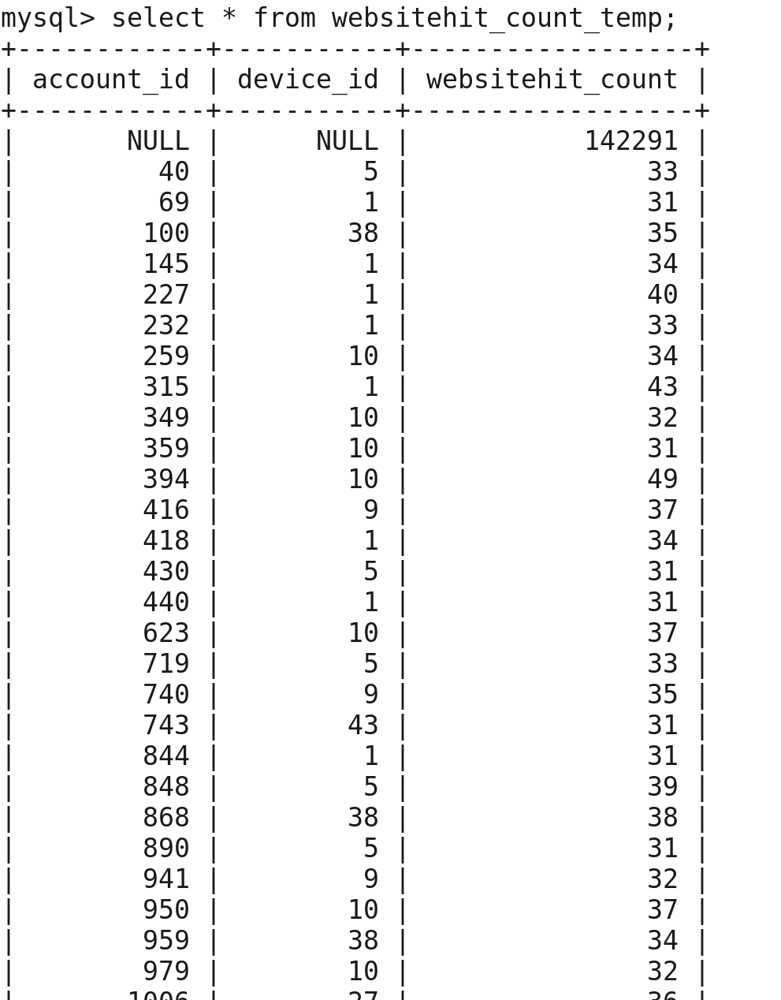 mysql> select * from websitehit_count_temp;
+------------+-----------+------------------+
| account_id | device_id | websitehit_count |
+------------+-----------+------------------+
|       NULL |      NULL |           142291 |
|         40 |         5 |               33 |
|         69 |         1 |               31 |
|        100 |        38 |               35 |
|        145 |         1 |               34 |
|        227 |         1 |               40 |
|        232 |         1 |               33 |
|        259 |        10 |               34 |
|        315 |         1 |               43 |
|        349 |        10 |               32 |
|        359 |        10 |               31 |
|        394 |        10 |               49 |
|        416 |         9 |               37 |
|        418 |         1 |               34 |
|        430 |         5 |               31 |
|        440 |         1 |               31 |
|        623 |        10 |               37 |
|        719 |         5 |               33 |
|        740 |         9 |               35 |
|        743 |        43 |               31 |
|        844 |         1 |               31 |
|        848 |         5 |               39 |
|        868 |        38 |               38 |
|        890 |         5 |               31 |
|        941 |         9 |               32 |
|        950 |        10 |               37 |
|        959 |        38 |               34 |
|        979 |        10 |               32 |